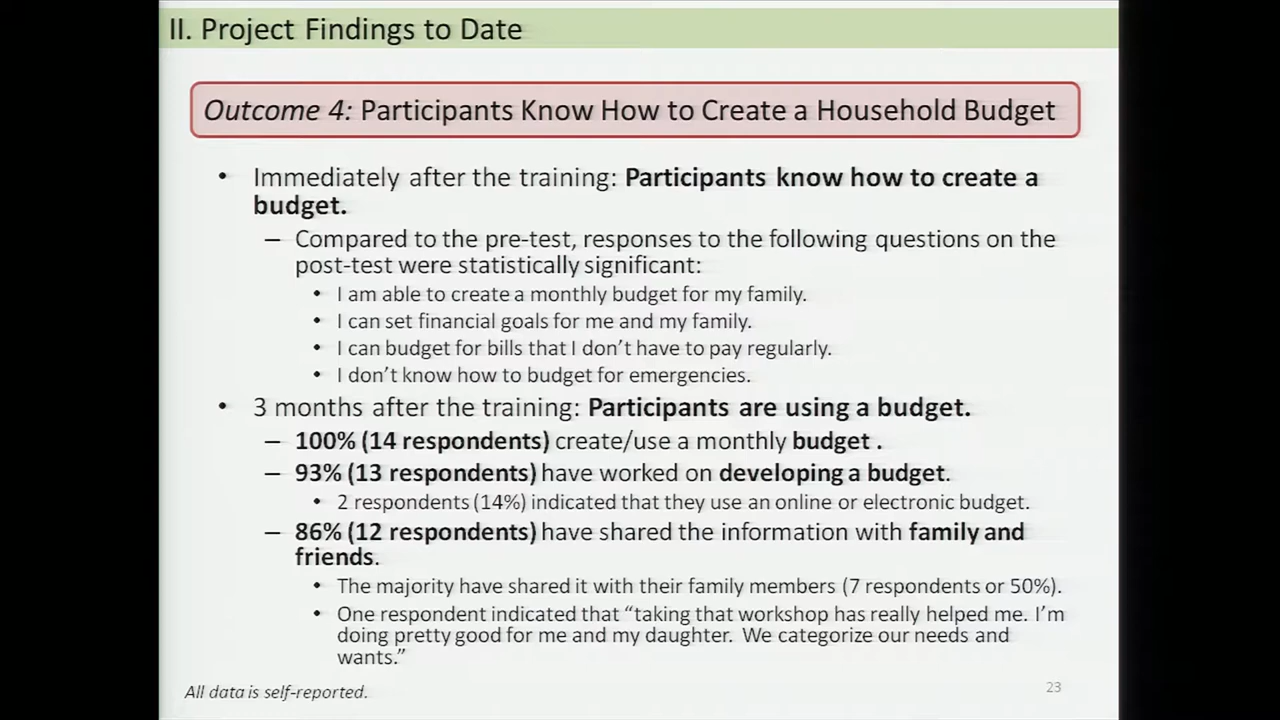 II. Project Findings to Date
Outcome 4: Participants Know How to Create a Household Budget
• Immediately after the training: Participants know how to create a
budget.
– Compared to the pre-test, responses to the following questions on the
post-test were statistically significant:
• I am able to create a monthly budget for my family.
• I can set financial goals for me and my family.
• I can budget for bills that I don’t have to pay regularly.
• I don’t know how to budget for emergencies.
• 3 months after the training: Participants are using a budget.
– 100% (14 respondents) create/use a monthly budget .
– 93% (13 respondents) have worked on developing a budget.
• 2 respondents (14%) indicated that they use an online or electronic budget.
– 86% (12 respondents) have shared the information with family and
friends.
• The majority have shared it with their family members (7 respondents or 50%).
• One respondent indicated that “taking that workshop has really helped me. I’m
doing pretty good for me and my daughter. We categorize our needs and
wants.”
All data is self-reported.
23